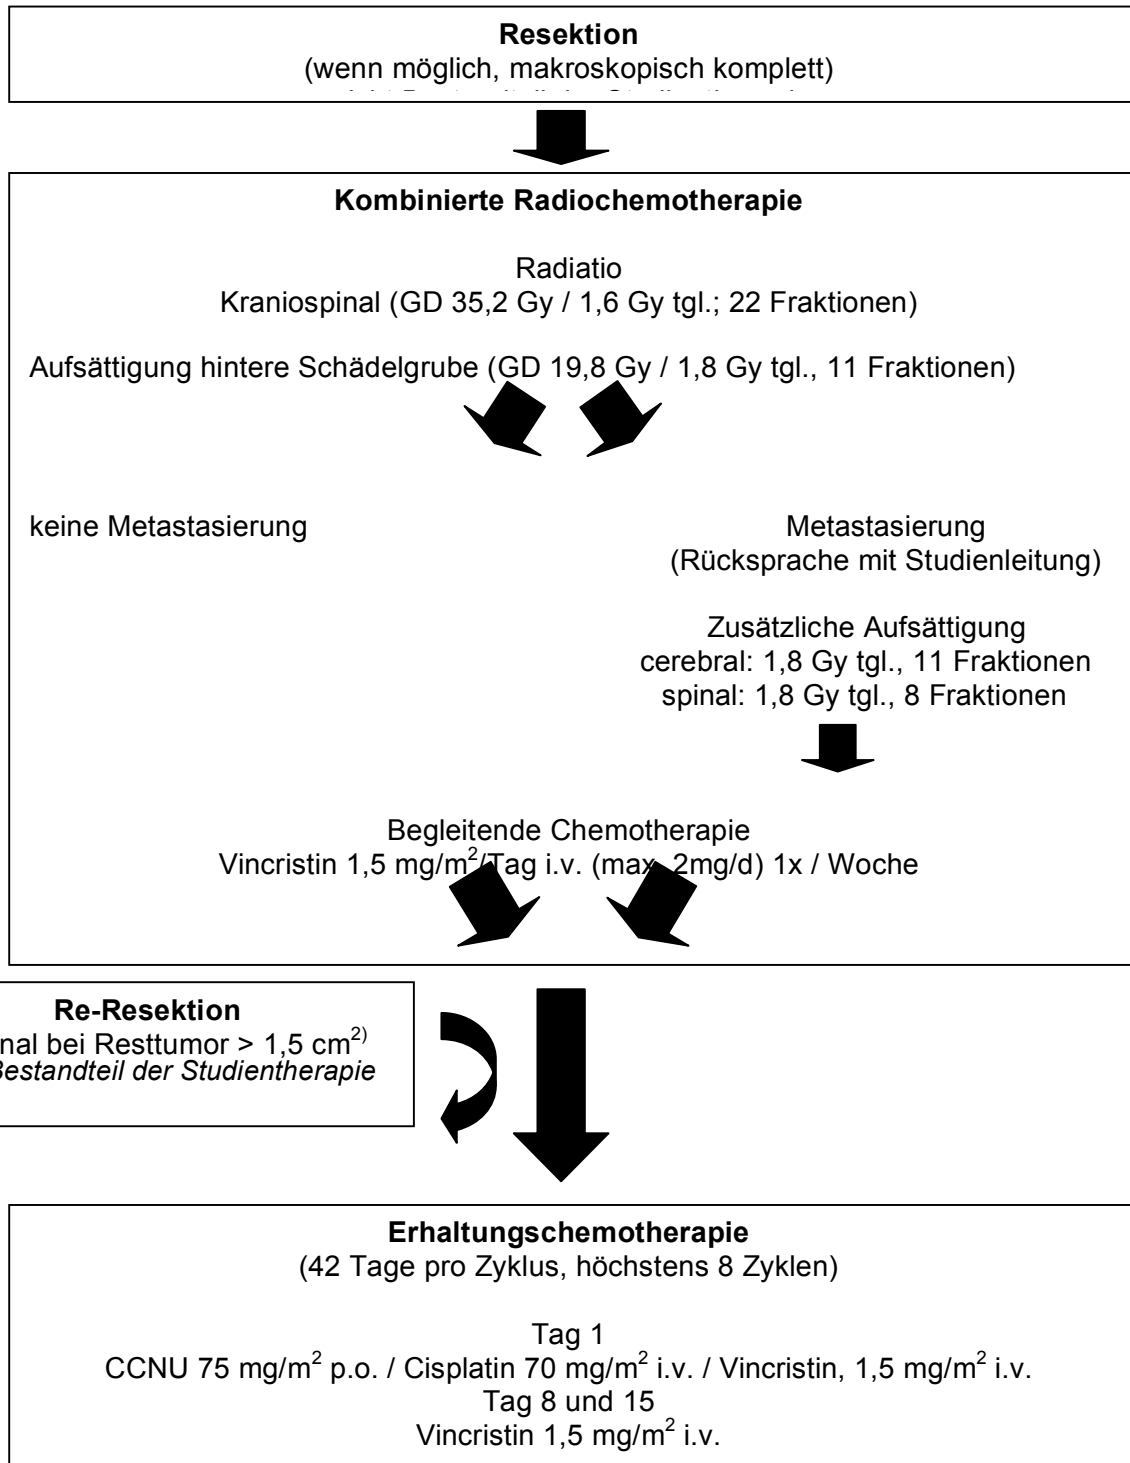 Resektion
(wenn möglich, makroskopisch komplett)
Kombinierte Radiochemotherapie
Radiatio
Kraniospinal (GD 35,2 Gy / 1,6 Gy tgl.; 22 Fraktionen)
Aufsättigung hintere Schädelgrube (GD 19,8 Gy / 1,8 Gy tgl., 11 Fraktionen)
keine Metastasierung
Metastasierung
(Rücksprache mit Studienleitung)
Zusätzliche Aufsättigung
cerebral: 1,8 Gy tgl., 11 Fraktionen
spinal: 1,8 Gy tgl., 8 Fraktionen
Begleitende Chemotherapie
Vincristin 1,5 mg/m²/Tag i.v. (max. 2mg/d) 1x / Woche
Re-Resektion
nal bei Resttumor > 1,5 cm²⁾
Bestandteil der Studientherapie
Erhaltungschemotherapie
(42 Tage pro Zyklus, höchstens 8 Zyklen)
Tag 1
CCNU 75 mg/m² p.o. / Cisplatin 70 mg/m² i.v. / Vincristin, 1,5 mg/m² i.v.
Tag 8 und 15
Vincristin 1,5 mg/m² i.v.